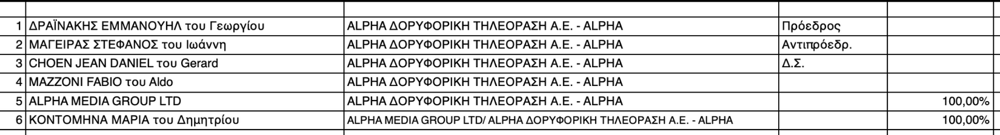 1 ΔΡΑΪΝΑΚΗΣ ΕΜΜΑΝΟΥΗΛ του Γεωργίου ALPHA ΔΟΡΥΦΟΡΙΚΗ ΤΗΛΕΟΡΑΣΗ Α.Ε. - ALPHA Πρόεδρος
2 ΜΑΓΕΙΡΑΣ ΣΤΕΦΑΝΟΣ του Ιωάννη ALPHA ΔΟΡΥΦΟΡΙΚΗ ΤΗΛΕΟΡΑΣΗ Α.Ε. - ALPHA Αντιπρόεδρ.
3 CHOEN JEAN DANIEL του Gerard ALPHA ΔΟΡΥΦΟΡΙΚΗ ΤΗΛΕΟΡΑΣΗ Α.Ε. - ALPHA Δ.Σ.
4 MAZZONI FABIO του Aldo ALPHA ΔΟΡΥΦΟΡΙΚΗ ΤΗΛΕΟΡΑΣΗ Α.Ε. - ALPHA
5 ALPHA MEDIA GROUP LTD ALPHA ΔΟΡΥΦΟΡΙΚΗ ΤΗΛΕΟΡΑΣΗ Α.Ε. - ALPHA 100,00%
6 ΚΟΝΤΟΜΗΝΑ ΜΑΡΙΑ του Δημητρίου ALPHA MEDIA GROUP LTD/ ALPHA ΔΟΡΥΦΟΡΙΚΗ ΤΗΛΕΟΡΑΣΗ Α.Ε. - ALPHA 100,00%